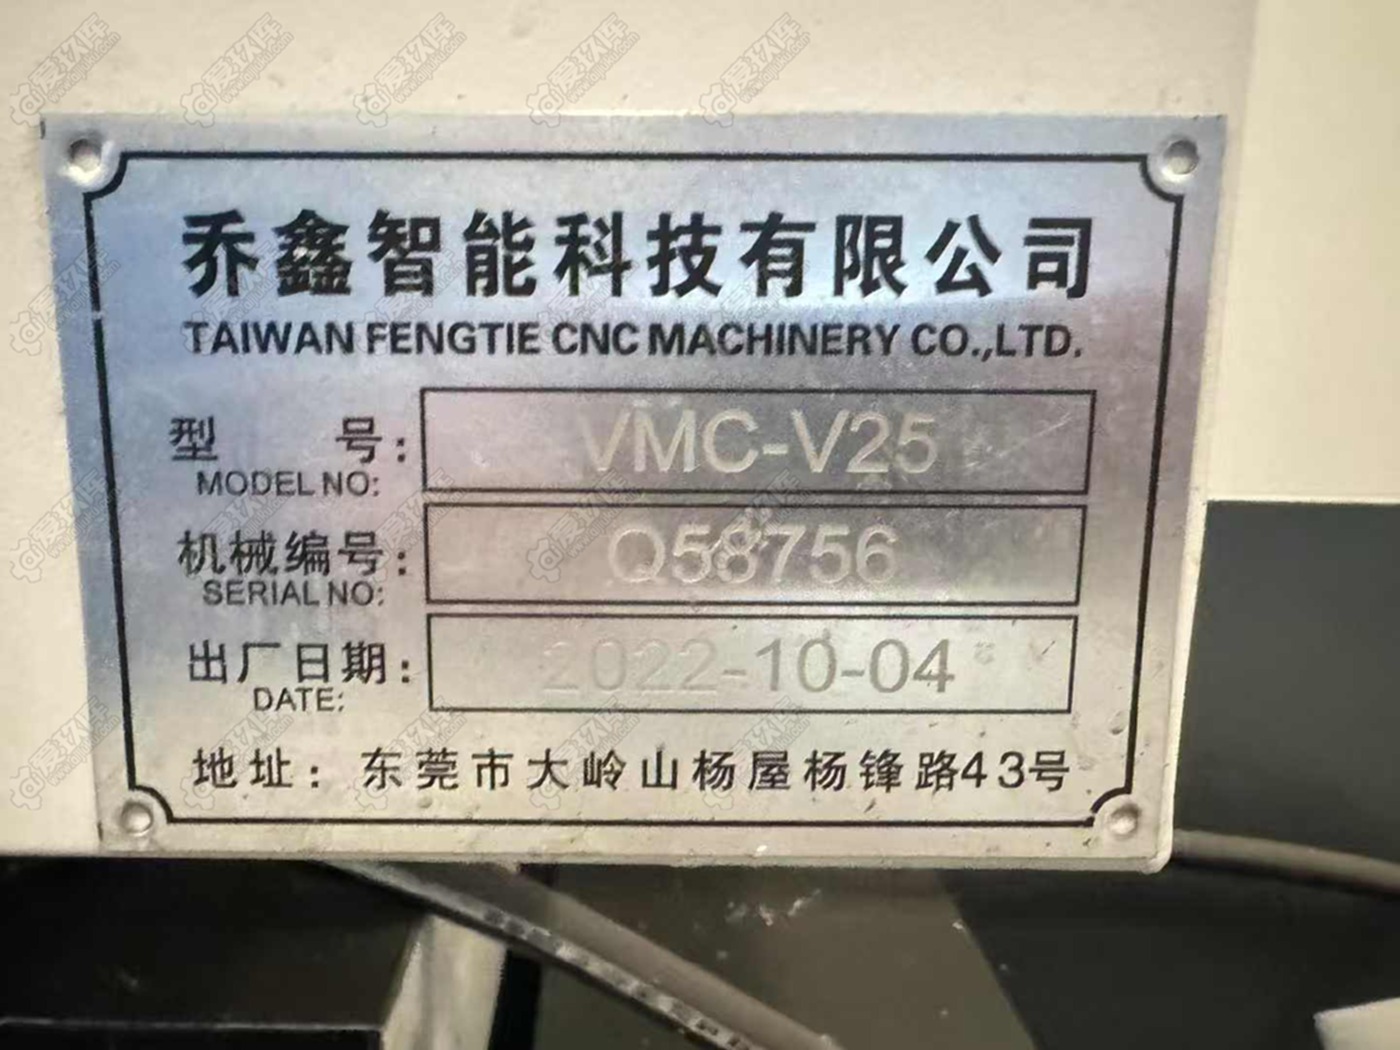 乔鑫智能科技有限公司
TAIWAN FENGTIE CNC MACHINERY CO.,LTD.
型 号: VMC-V25
MODEL NO:
机械编号: Q58756
SERIAL NO:
出厂日期: 2022-10-04
DATE:
地址: 东莞市大岭山杨屋杨锋路43号